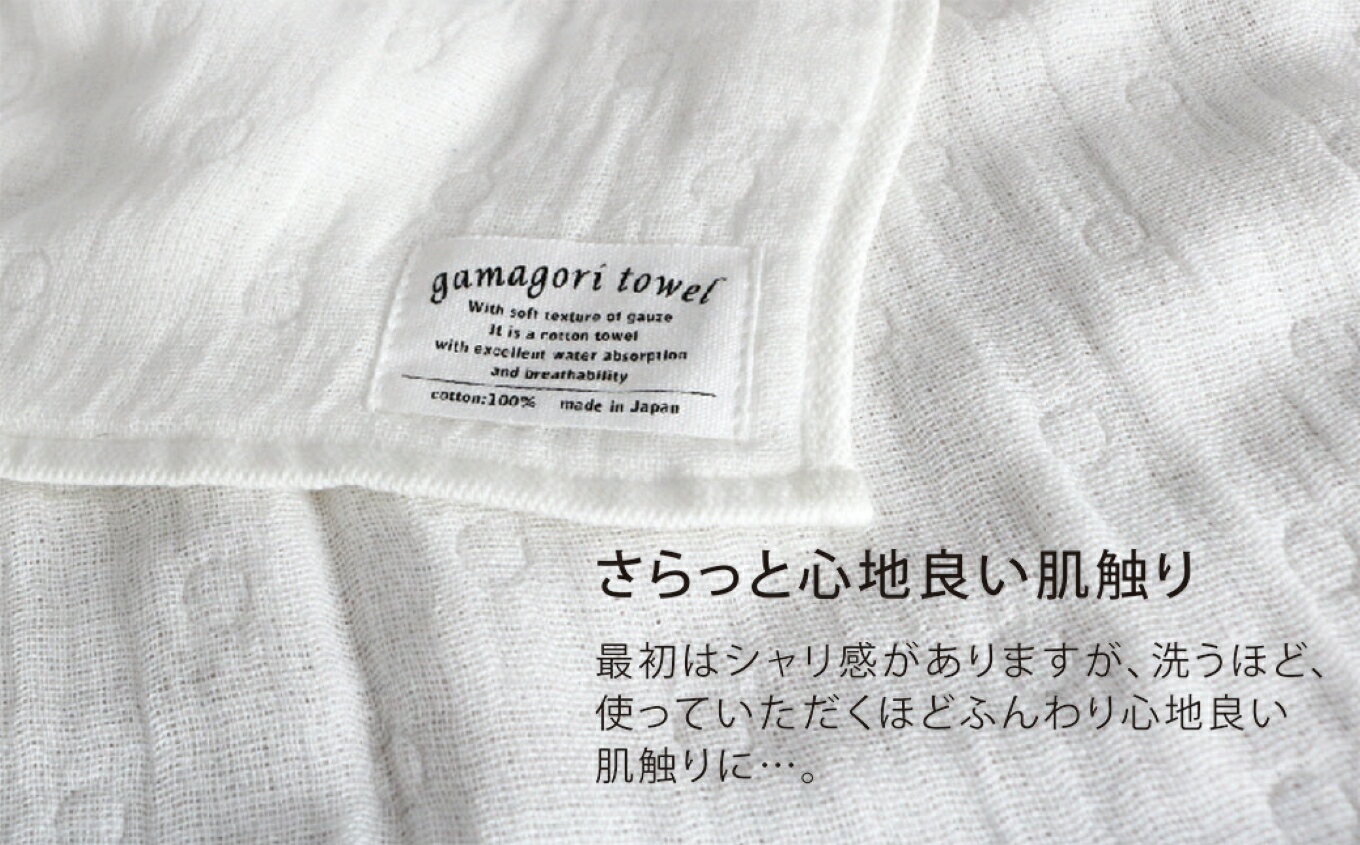 gamagori towel
With soft texture of gauze
It is a cotton towel
with excellent water absorption
and breathability
cotton:100% made in Japan
さらっと心地良い肌触り
最初はシャリ感がありますが、洗うほど、
使っていただくほどふんわり心地良い
肌触りに…。